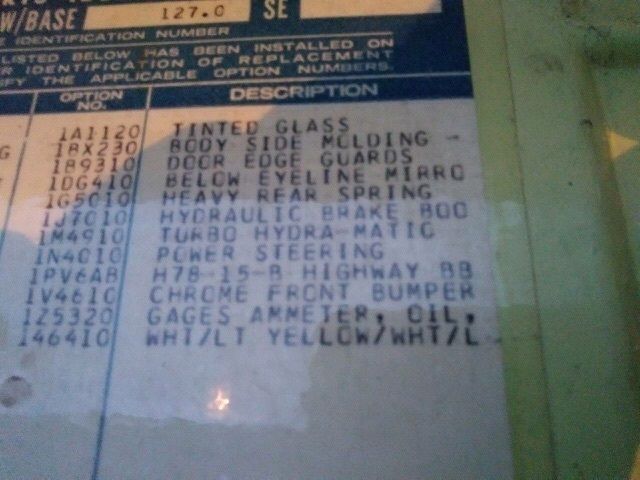 W/BASE 127.0 SE
IDENTIFICATION NUMBER
LISTED BELOW HAS BEEN INSTALLED ON
R IDENTIFICATION OF REPLACEMENT
FY THE APPLICABLE OPTION NUMBERS.
OPTION NO. DESCRIPTION
1A1120 TINTED GLASS
G 1BX230 BODY SIDE MOLDING -
1B9310 DOOR EDGE GUARDS
1DG410 BELOW EYELINE MIRRO
1G5010 HEAVY REAR SPRING
1J7010 HYDRAULIC BRAKE BOO
1M4910 TURBO HYDRA-MATIC
1N4010 POWER STEERING
1PV6AB H78-15-B HIGHWAY BB
1V4610 CHROME FRONT BUMPER
1Z5320 GAGES AMMETER, OIL,
146410 WHT/LT YELLOW/WHT/L